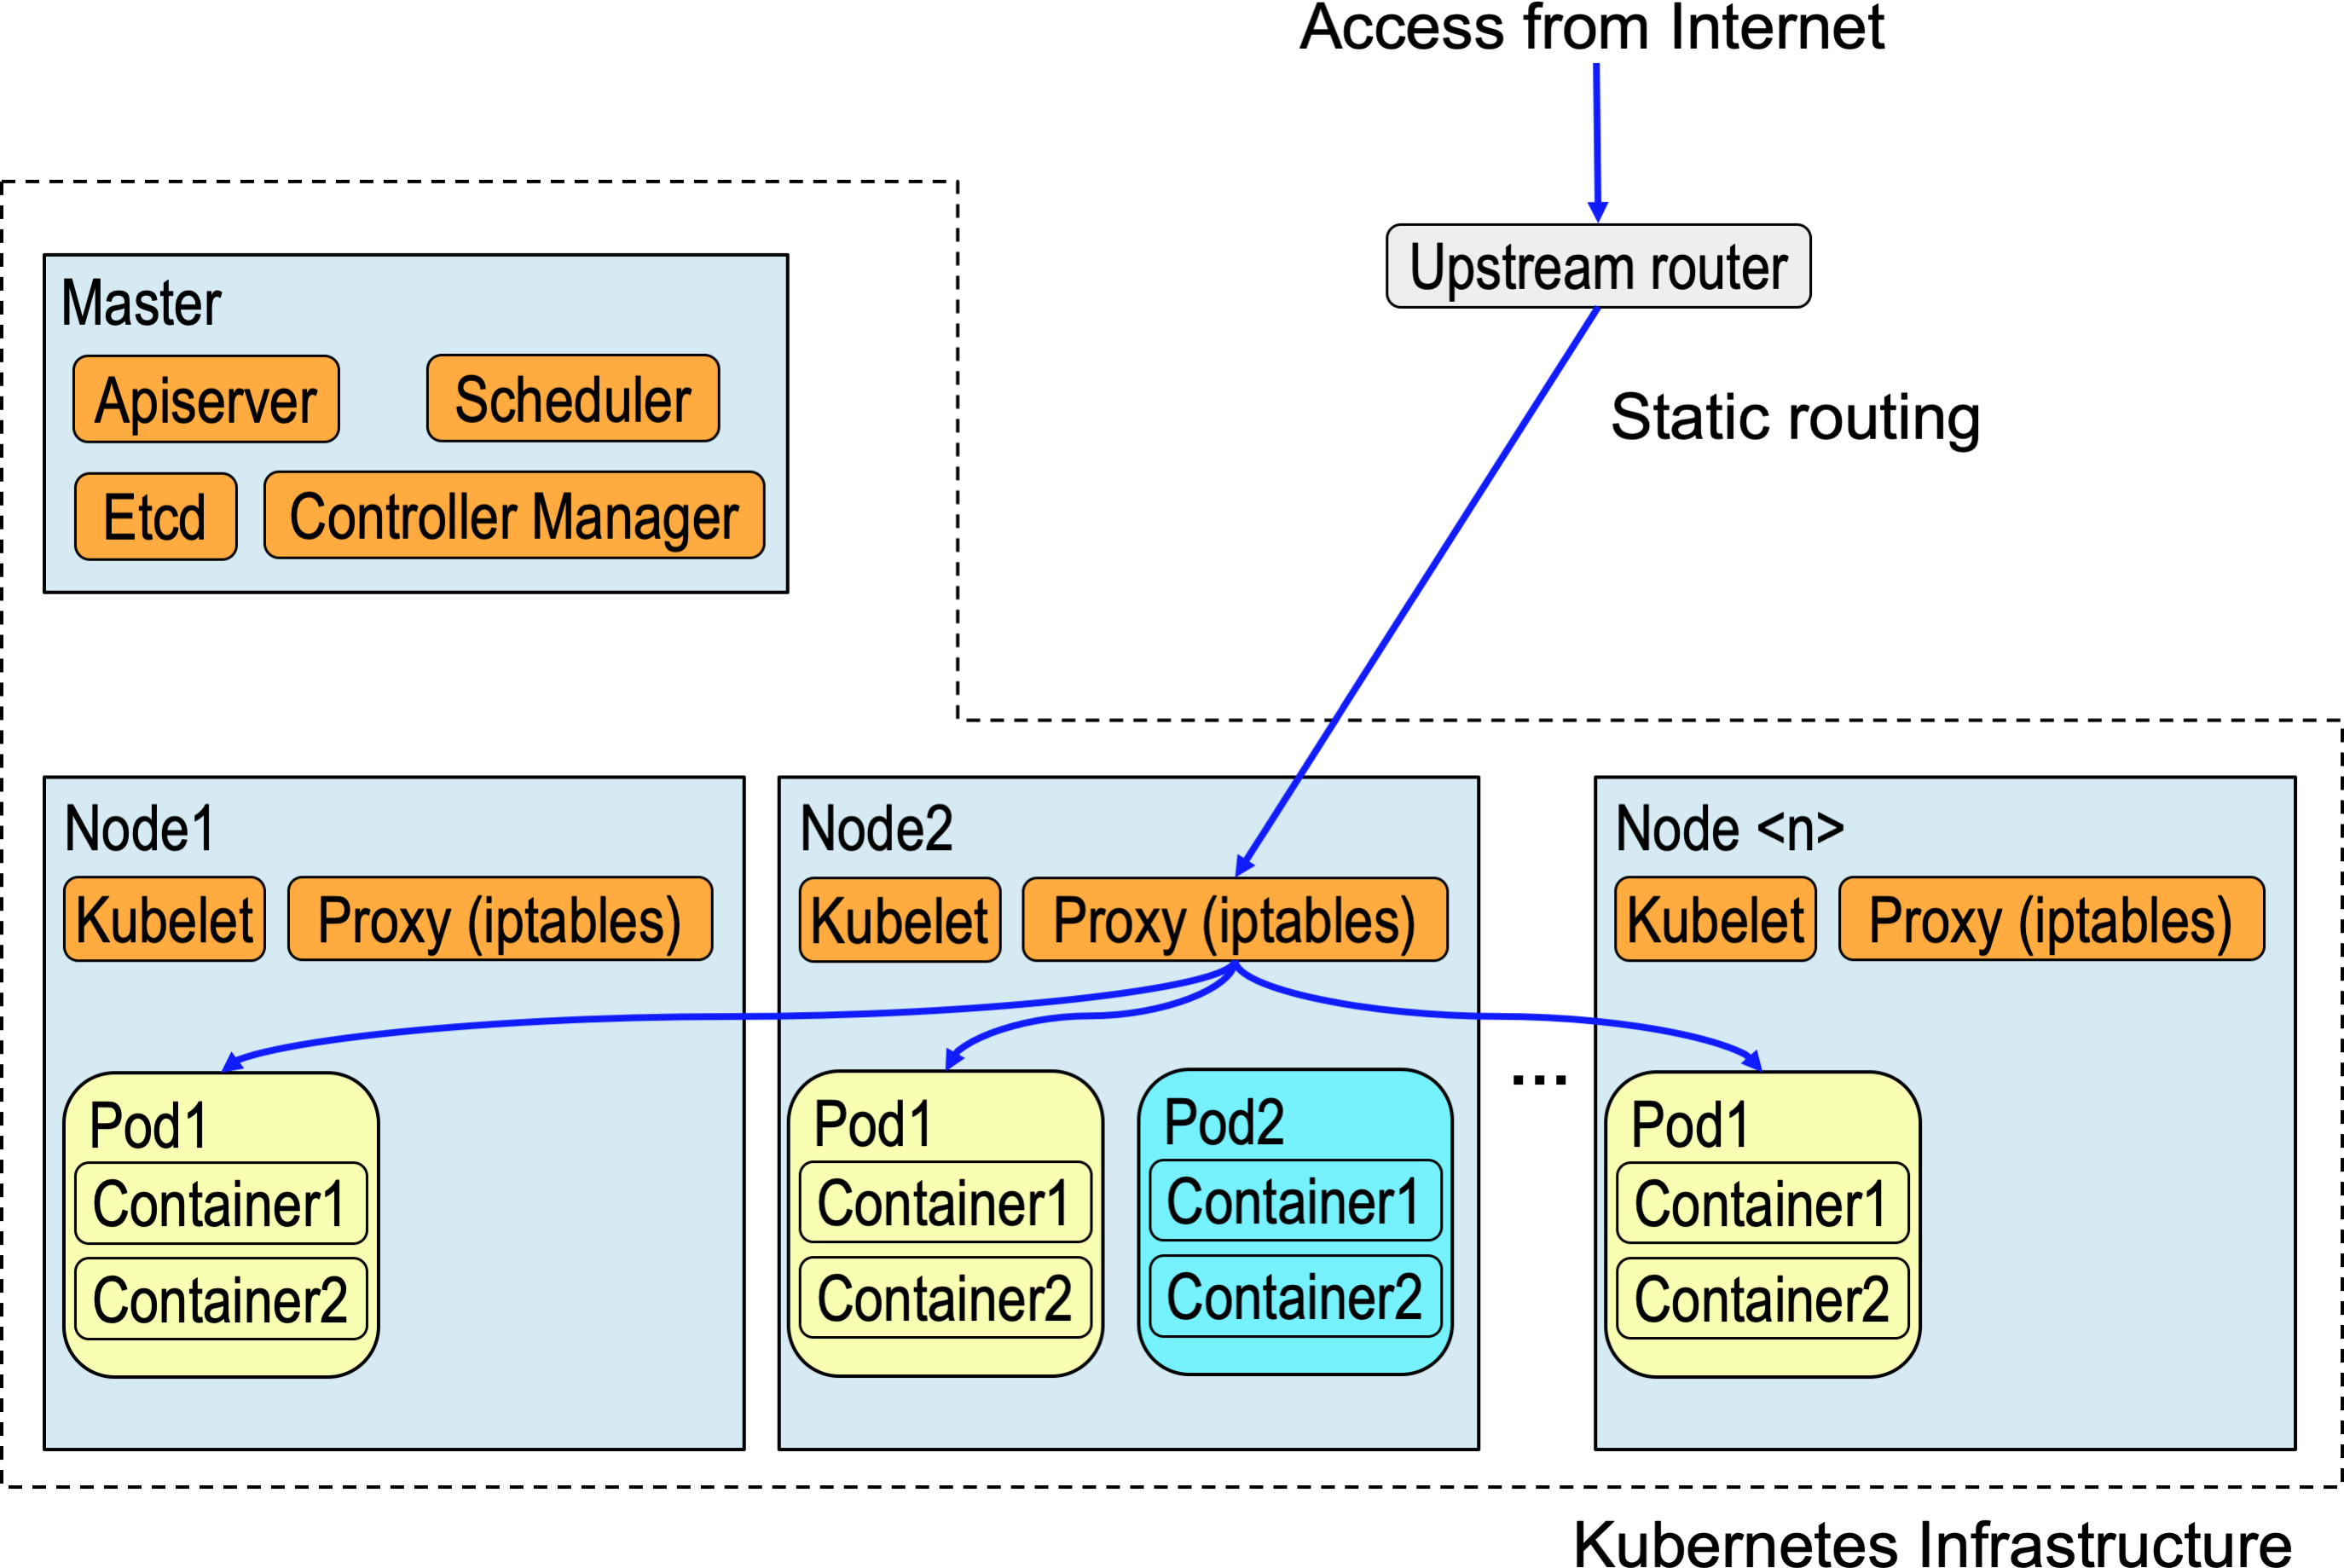 Access from Internet
Upstream router
Static routing
Master
Apiserver
Scheduler
Etcd
Controller Manager
Node1
Kubelet
Proxy (iptables)
Pod1
Container1
Container2
Node2
Kubelet
Proxy (iptables)
Pod1
Container1
Container2
Pod2
Container1
Container2
...
Node <n>
Kubelet
Proxy (iptables)
Pod1
Container1
Container2
Kubernetes Infrastructure